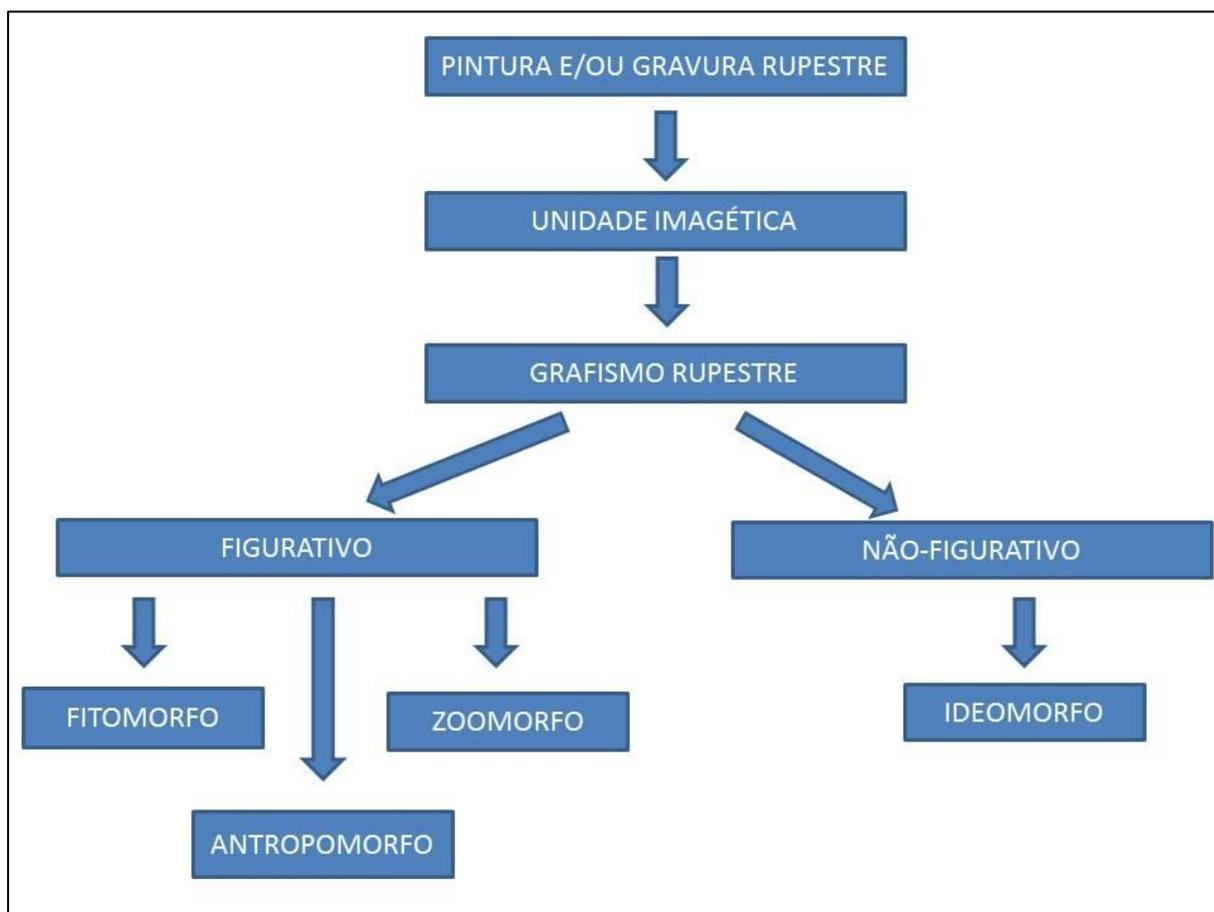 PINTURA E/OU GRAVURA RUPESTRE
UNIDADE IMAGÉTICA
GRAFISMO RUPESTRE
FIGURATIVO
NÃO-FIGURATIVO
FITOMORFO
ZOOMORFO
IDEOMORFO
ANTROPOMORFO